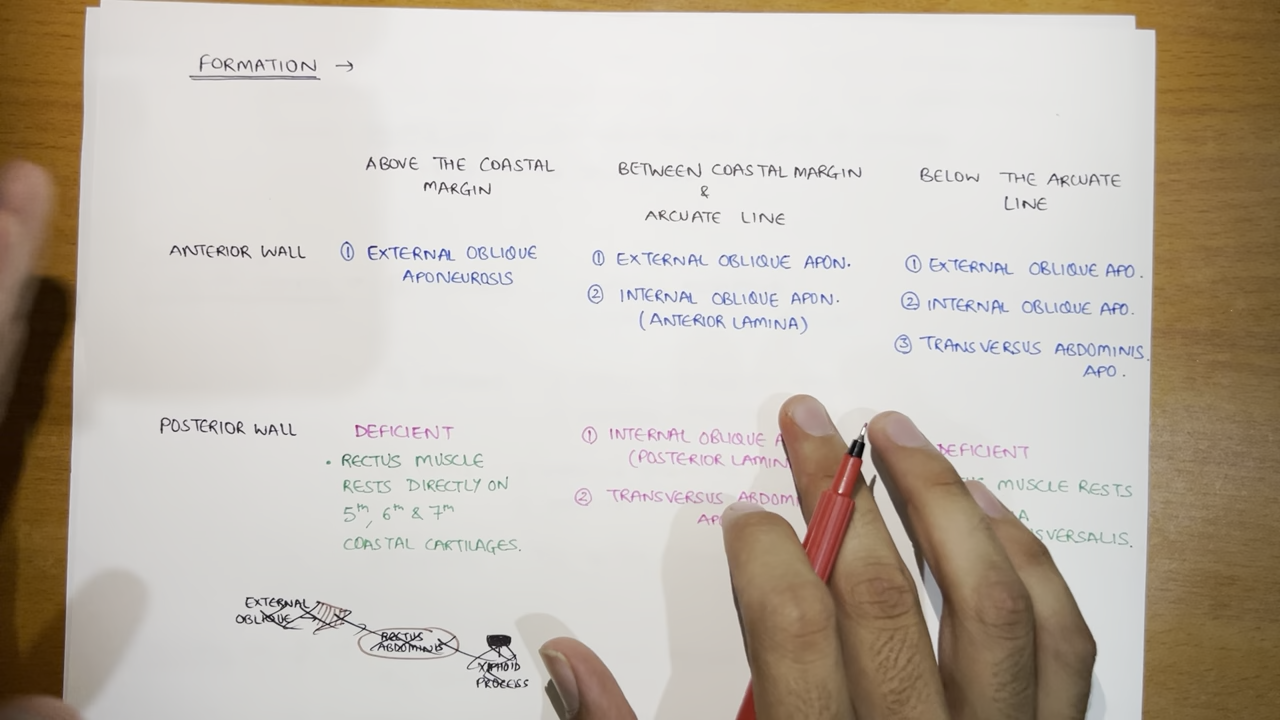 FORMATION →
ABOVE THE COASTAL
MARGIN
BETWEEN COASTAL MARGIN
&
ARCUATE LINE
BELOW THE ARCUATE
LINE
ANTERIOR WALL
① EXTERNAL OBLIQUE
APONEUROSIS
① EXTERNAL OBLIQUE APON.
② INTERNAL OBLIQUE APON.
(ANTERIOR LAMINA)
① EXTERNAL OBLIQUE APO.
② INTERNAL OBLIQUE APO.
③ TRANSVERSUS ABDOMINIS.
APO.
POSTERIOR WALL
DEFICIENT
• RECTUS MUSCLE
RESTS DIRECTLY ON
5th, 6th & 7th
COASTAL CARTILAGES.
① INTERNAL OBLIQUE
(POSTERIOR
② TRANSVERSUS
DEFICIENT
MUSCLE RESTS
EXTERNAL
OBLIQUE
RECTUS
ABDOMINIS
XIPHOID
PROCESS